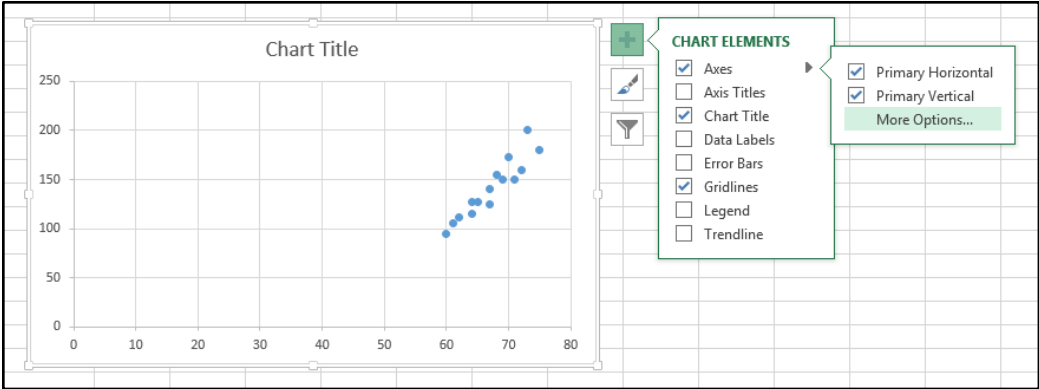 Chart Title
250
200
150
100
50
0
0 10 20 30 40 50 60 70 80
CHART ELEMENTS
Axes
Axis Titles
Chart Title
Data Labels
Error Bars
Gridlines
Legend
Trendline
Primary Horizontal
Primary Vertical
More Options...